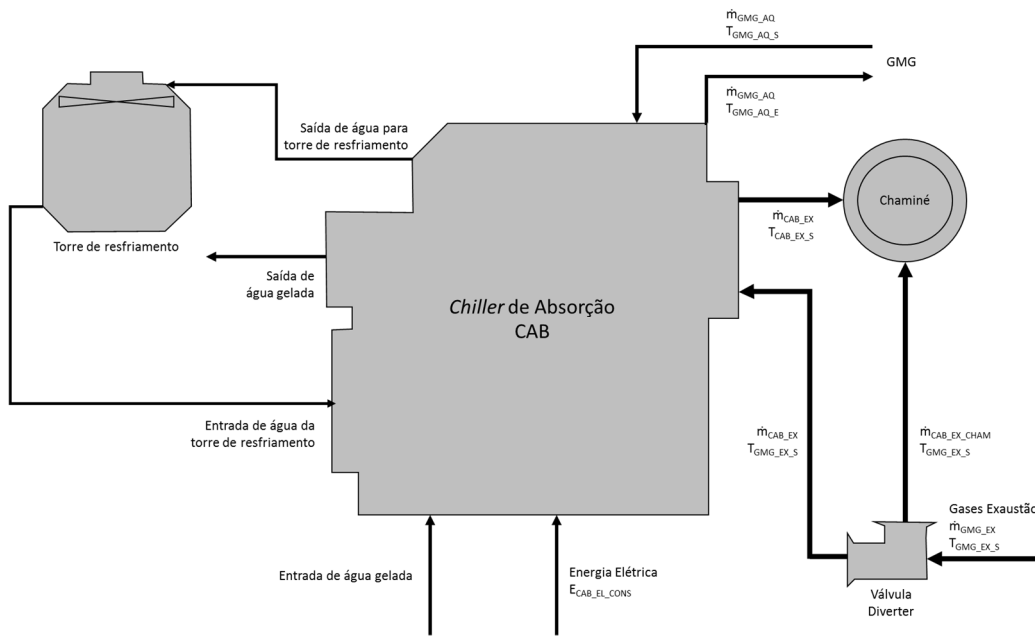 ṁGMG_AQ
TGMG_AQ_S
GMG
ṁGMG_AQ
TGMG_AQ_E
Saída de água para
torre de resfriamento
Chaminé
ṁCAB_EX
TCAB_EX_S
Torre de resfriamento
Saída de
água gelada
Chiller de Absorção
CAB
Entrada de água da
torre de resfriamento
ṁCAB_EX
TGMG_EX_S
ṁCAB_EX_CHAM
TGMG_EX_S
Gases Exaustão
ṁGMG_EX
TGMG_EX_S
Entrada de água gelada
Energia Elétrica
ECAB_EL_CONS
Válvula
Diverter